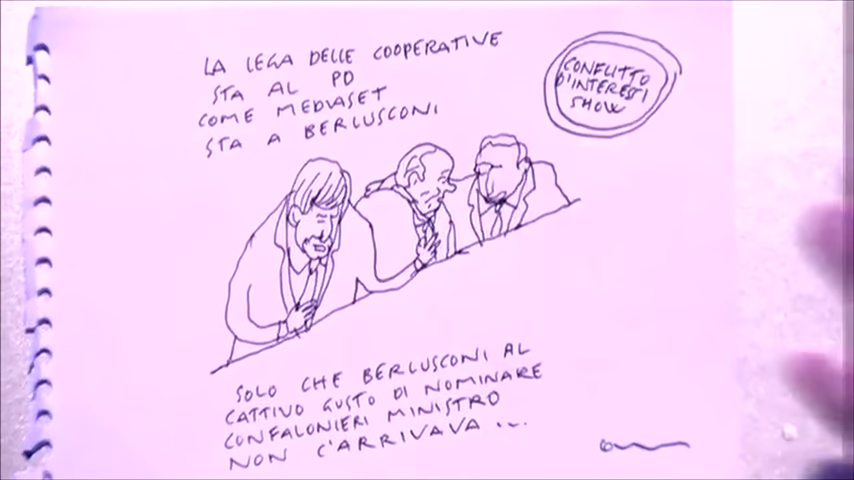 LA LEGA DELLE COOPERATIVE
STA AL PD
COME MEDIASET
STA A BERLUSCONI
CONFLITTO
D'INTERESSI
SHOW
SOLO CHE BERLUSCONI AL
CATTIVO GUSTO DI NOMINARE
CONFALONIERI MINISTRO
NON C'ARRIVAVA...